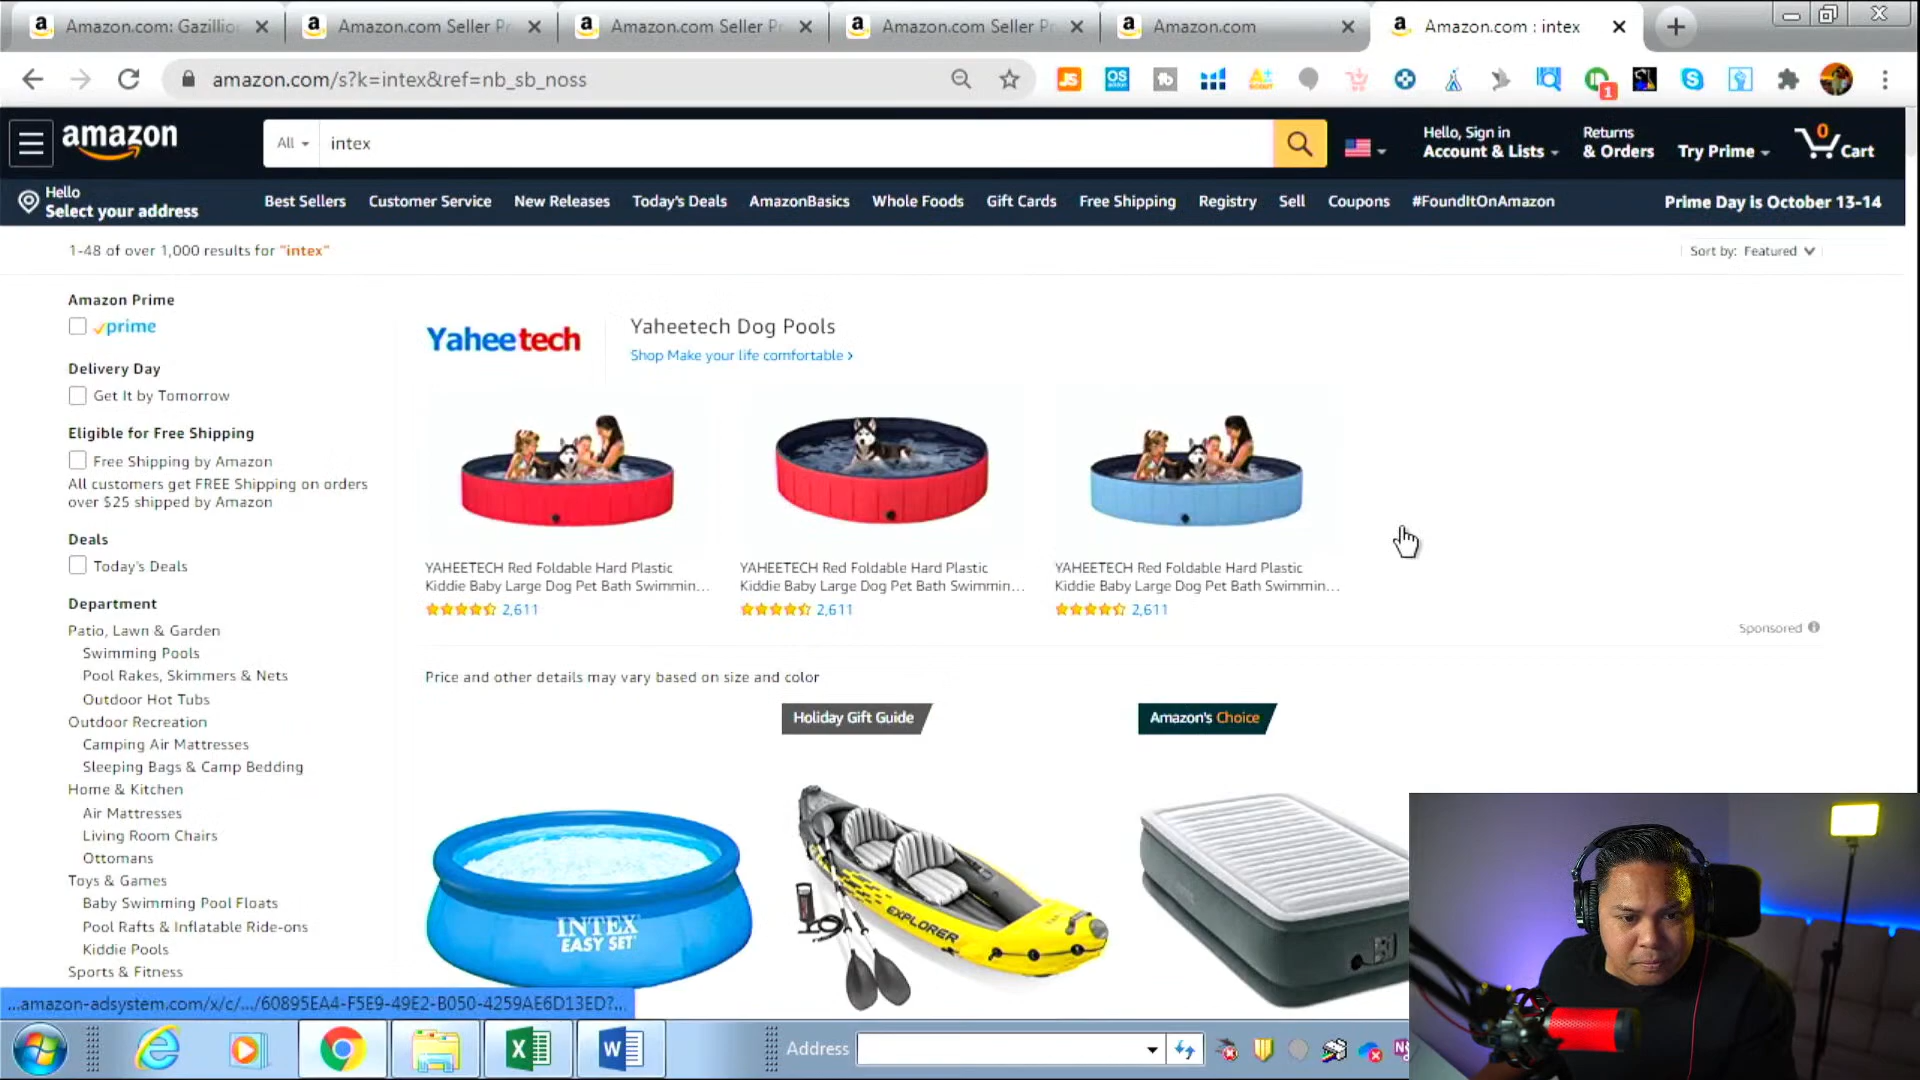 Amazon.com: Gazillio
Amazon.com Seller Pr
Amazon.com Seller Pr
Amazon.com Seller Pr
Amazon.com
Amazon.com : intex
amazon.com/s?k=intex&ref=nb_sb_noss
JS
OS
tb
1
amazon
All
intex
Hello, Sign in
Account & Lists
Returns
& Orders
Try Prime
0
Cart
Hello
Select your address
Best Sellers
Customer Service
New Releases
Today's Deals
AmazonBasics
Whole Foods
Gift Cards
Free Shipping
Registry
Sell
Coupons
#FoundItOnAmazon
Prime Day is October 13-14
1-48 of over 1,000 results for "intex"
Sort by: Featured
Amazon Prime
prime
Delivery Day
Get It by Tomorrow
Eligible for Free Shipping
Free Shipping by Amazon
All customers get FREE Shipping on orders
over $25 shipped by Amazon
Deals
Today's Deals
Department
Patio, Lawn & Garden
Swimming Pools
Pool Rakes, Skimmers & Nets
Outdoor Hot Tubs
Outdoor Recreation
Camping Air Mattresses
Sleeping Bags & Camp Bedding
Home & Kitchen
Air Mattresses
Living Room Chairs
Ottomans
Toys & Games
Baby Swimming Pool Floats
Pool Rafts & Inflatable Ride-ons
Kiddie Pools
Sports & Fitness
Yaheetech
Yaheetech Dog Pools
Shop Make your life comfortable ›
YAHEETECH Red Foldable Hard Plastic
Kiddie Baby Large Dog Pet Bath Swimmin...
2,611
YAHEETECH Red Foldable Hard Plastic
Kiddie Baby Large Dog Pet Bath Swimmin...
2,611
YAHEETECH Red Foldable Hard Plastic
Kiddie Baby Large Dog Pet Bath Swimmin...
2,611
Sponsored
Price and other details may vary based on size and color
Holiday Gift Guide
Amazon's Choice
INTEX
EASY SET
EXPLORER
...amazon-adsystem.com/x/c/.../60895EA4-F5E9-49E2-B050-4259AE6D13ED?...
Address